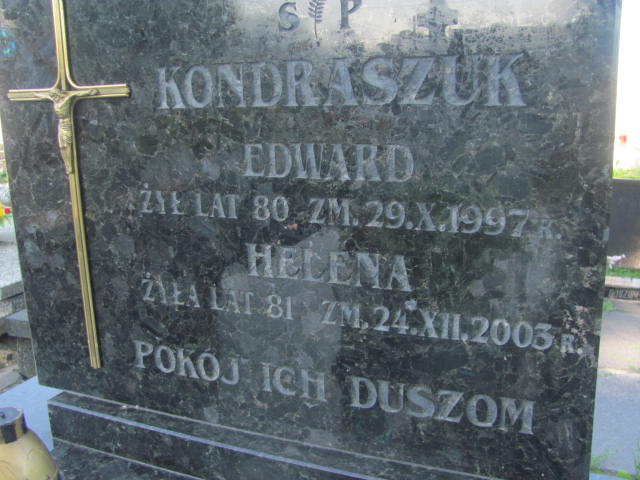 S P
KONDRASZUK
EDWARD
ŻYŁ LAT 80 ZM. 29.X.1997 R.
HELENA
ŻYŁA LAT 81 ZM. 24.XII.2003 R.
POKÓJ ICH DUSZOM